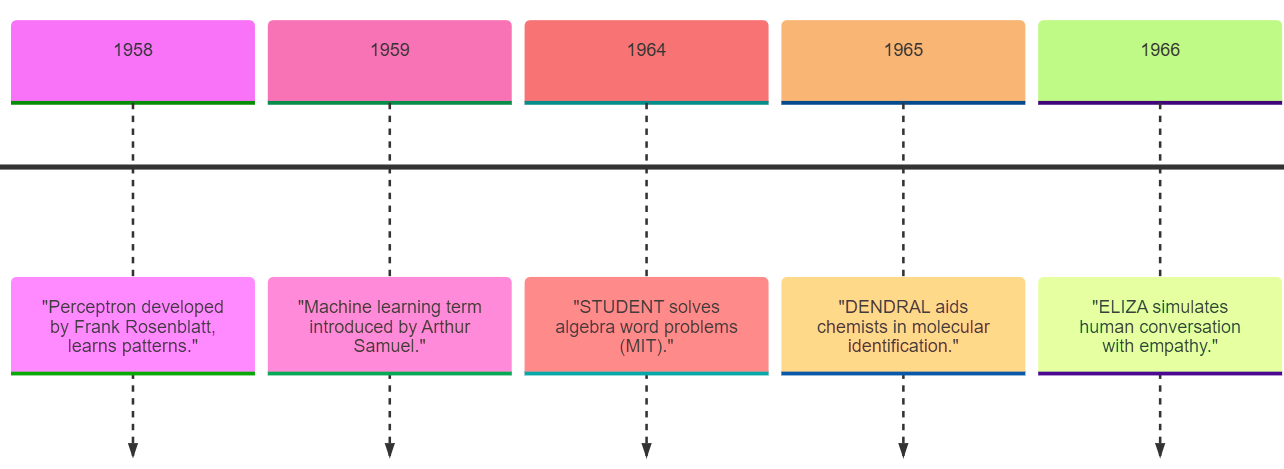 1958
1959
1964
1965
1966
"Perceptron developed
by Frank Rosenblatt,
learns patterns."
"Machine learning term
introduced by Arthur
Samuel."
"STUDENT solves
algebra word problems
(MIT)."
"DENDRAL aids
chemists in molecular
identification."
"ELIZA simulates
human conversation
with empathy."